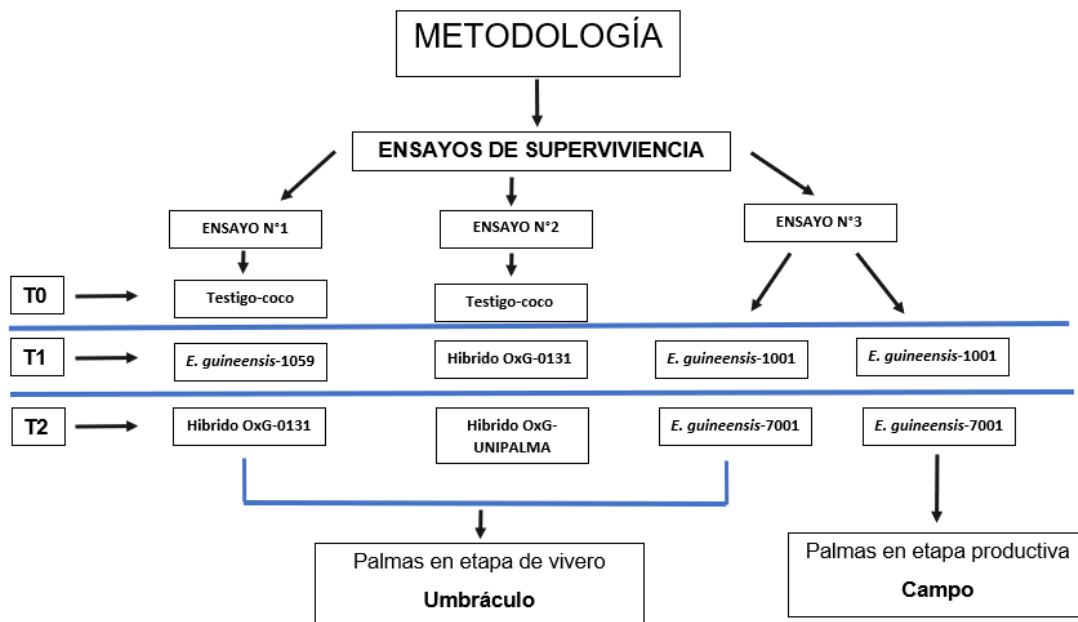 METODOLOGÍA
ENSAYOS DE SUPERVIVIENCIA
ENSAYO N°1
ENSAYO N°2
ENSAYO N°3
T0
Testigo-coco
Testigo-coco
T1
E. guineensis-1059
Hibrido OxG-0131
E. guineensis-1001
E. guineensis-1001
T2
Hibrido OxG-0131
Hibrido OxG-
UNIPALMA
E. guineensis-7001
E. guineensis-7001
Palmas en etapa de vivero
Umbráculo
Palmas en etapa productiva
Campo